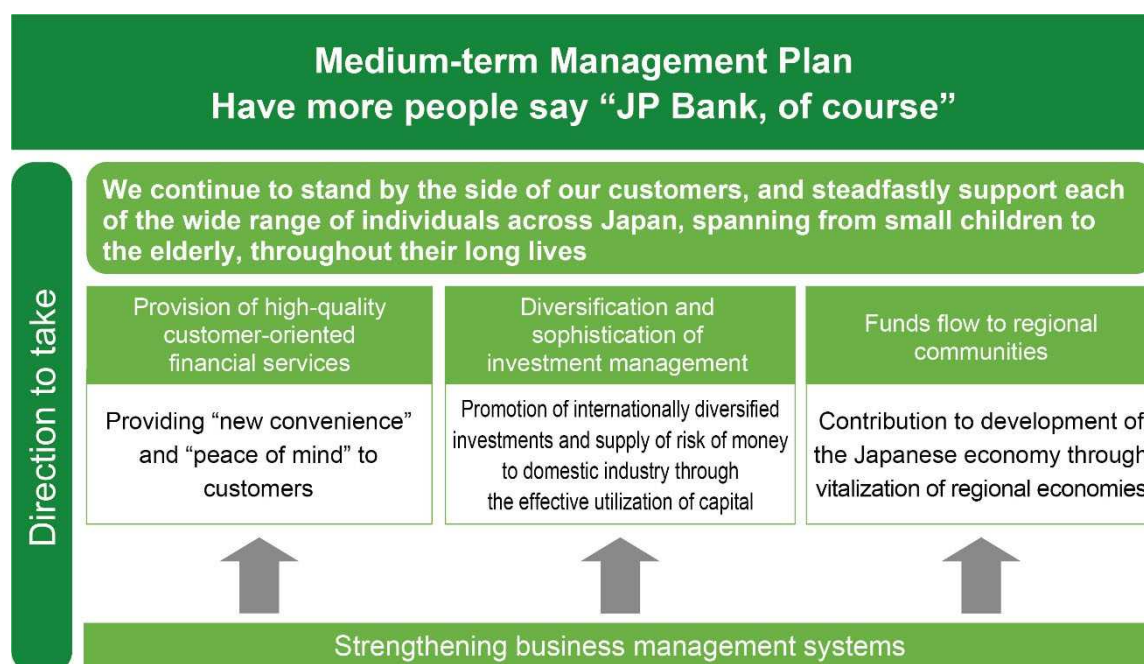 Medium-term Management Plan
Have more people say “JP Bank, of course”
Direction to take
We continue to stand by the side of our customers, and steadfastly support each
of the wide range of individuals across Japan, spanning from small children to
the elderly, throughout their long lives
Provision of high-quality
customer-oriented
financial services
Providing “new convenience”
and “peace of mind” to
customers
Diversification and
sophistication of
investment management
Promotion of internationally diversified
investments and supply of risk of money
to domestic industry through
the effective utilization of capital
Funds flow to regional
communities
Contribution to development of
the Japanese economy through
vitalization of regional economies
Strengthening business management systems